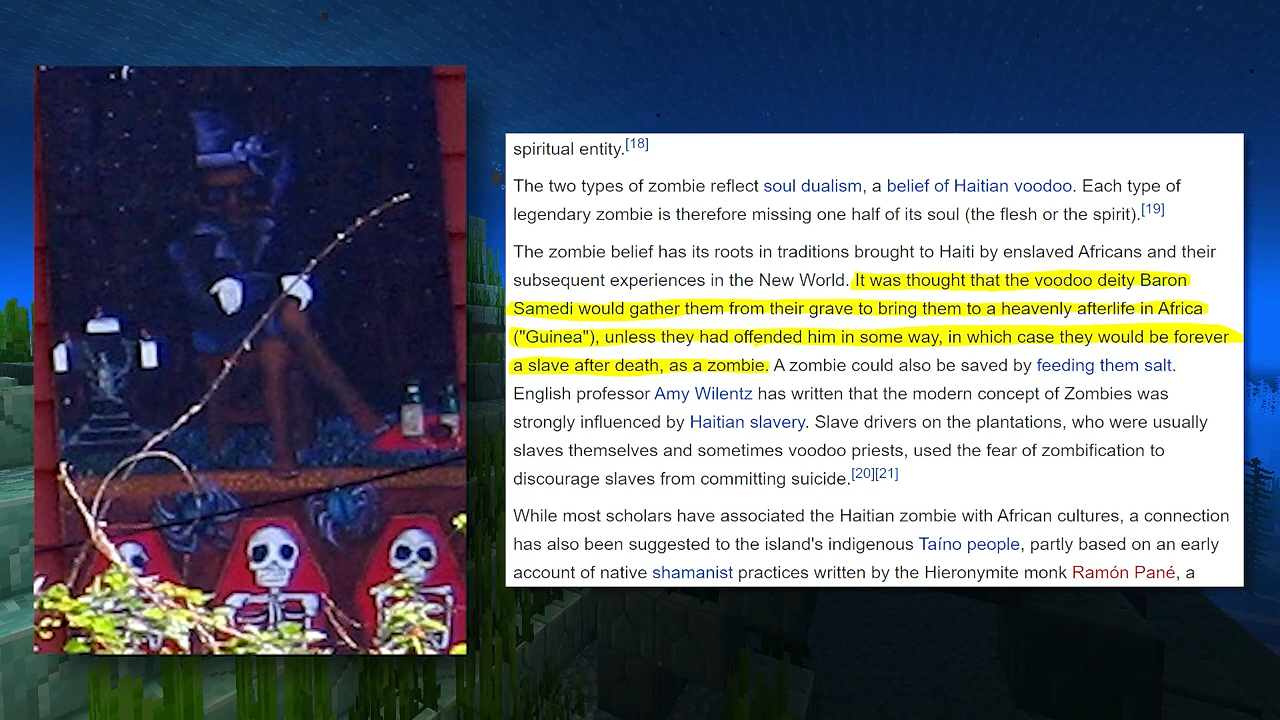 spiritual entity.[18]
The two types of zombie reflect soul dualism, a belief of Haitian voodoo. Each type of
legendary zombie is therefore missing one half of its soul (the flesh or the spirit).[19]
The zombie belief has its roots in traditions brought to Haiti by enslaved Africans and their
subsequent experiences in the New World. It was thought that the voodoo deity Baron
Samedi would gather them from their grave to bring them to a heavenly afterlife in Africa
("Guinea"), unless they had offended him in some way, in which case they would be forever
a slave after death, as a zombie. A zombie could also be saved by feeding them salt.
English professor Amy Wilentz has written that the modern concept of Zombies was
strongly influenced by Haitian slavery. Slave drivers on the plantations, who were usually
slaves themselves and sometimes voodoo priests, used the fear of zombification to
discourage slaves from committing suicide.[20][21]
While most scholars have associated the Haitian zombie with African cultures, a connection
has also been suggested to the island's indigenous Taíno people, partly based on an early
account of native shamanist practices written by the Hieronymite monk Ramón Pané, a